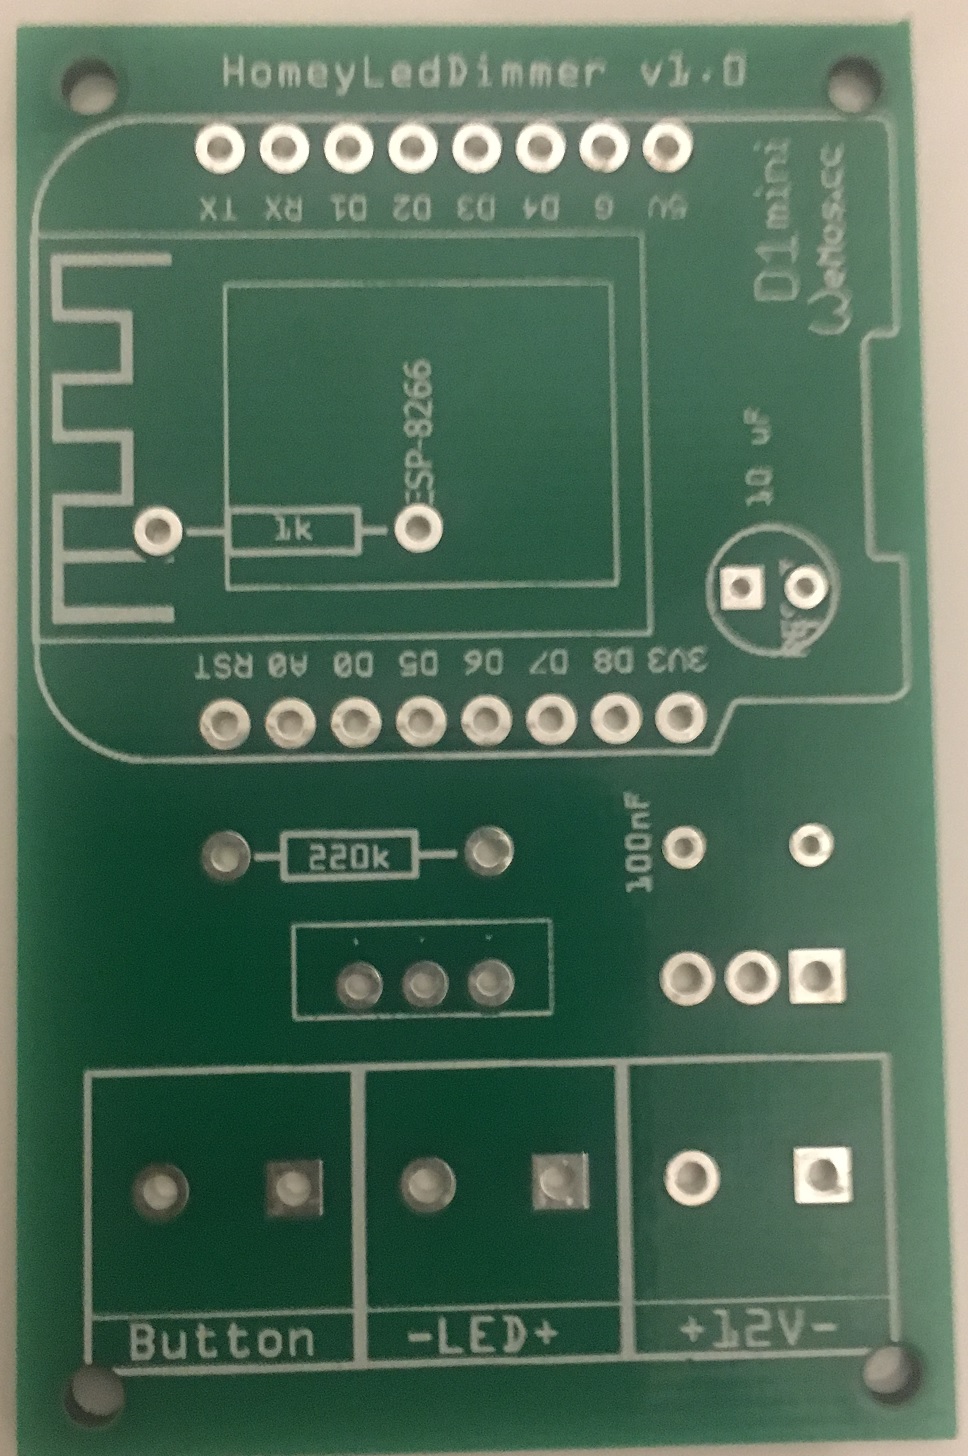 HomeyLedDimmer v1.0
TX RX D1 D2 D3 D4 G 5V
D1mini
WeMos.cc
ESP-8266
10 uF
1k
RST A0 D0 D5 D6 D7 D8 3V3
220k
100nF
Button
-LED+
+12V-